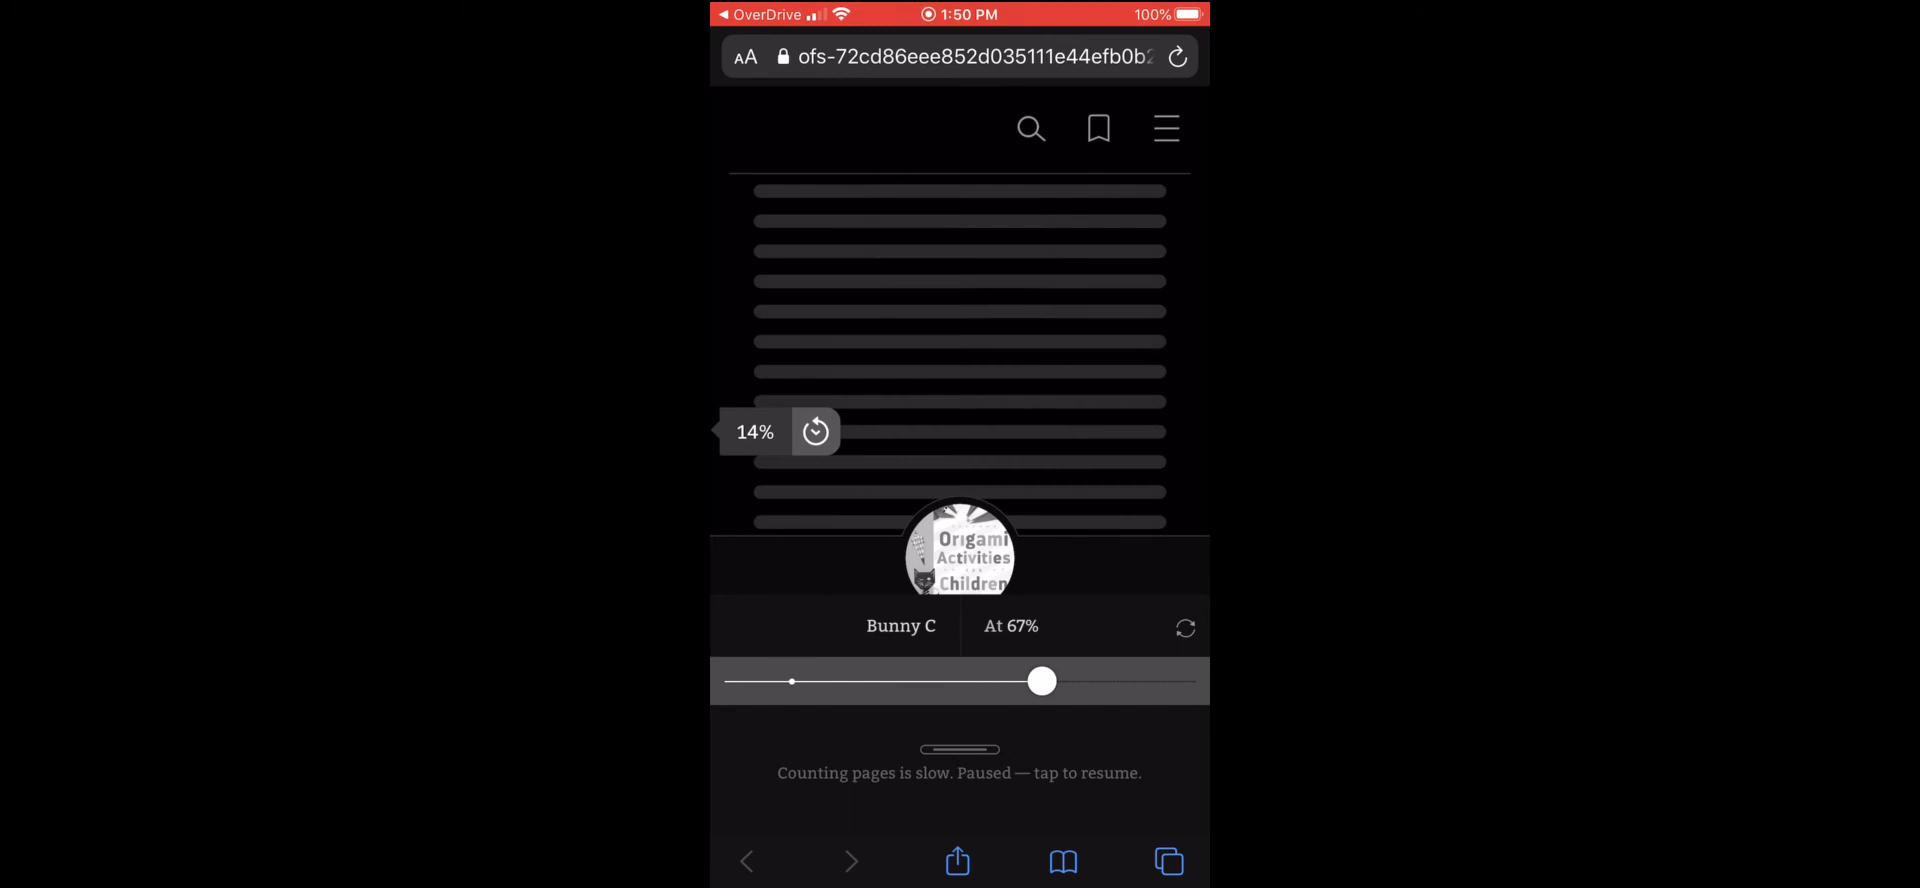 OverDrive 1:50 PM 100%
AA ofs-72cd86eee852d035111e44efb0b2
14%
Origami
Activities
Children
Bunny C At 67%
Counting pages is slow. Paused — tap to resume.